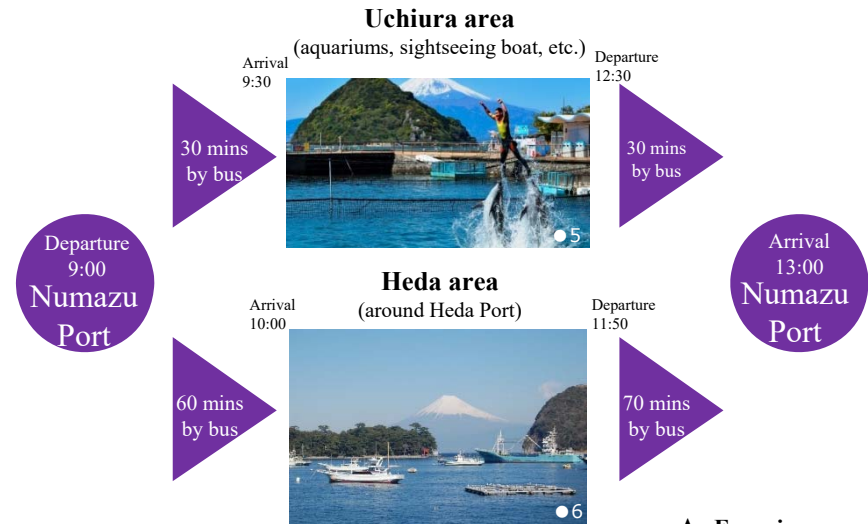 Uchiura area
(aquariums, sightseeing boat, etc.)
Arrival
9:30
Departure
12:30
30 mins
by bus
30 mins
by bus
●5
Departure
9:00
Numazu
Port
Arrival
13:00
Numazu
Port
Heda area
(around Heda Port)
Arrival
10:00
Departure
11:50
60 mins
by bus
70 mins
by bus
●6